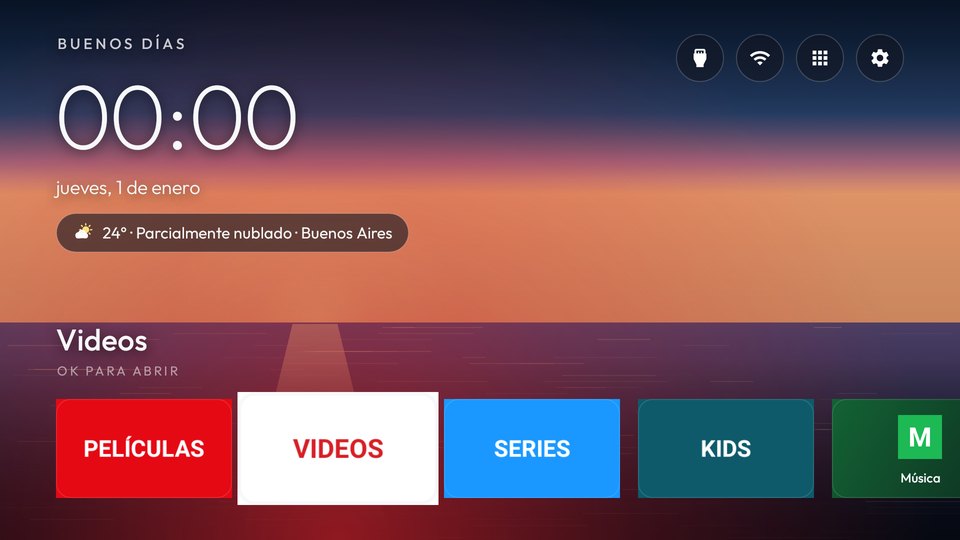 BUENOS DÍAS
00:00
jueves, 1 de enero
24° · Parcialmente nublado · Buenos Aires
Videos
OK PARA ABRIR
PELÍCULAS
VIDEOS
SERIES
KIDS
M
Música